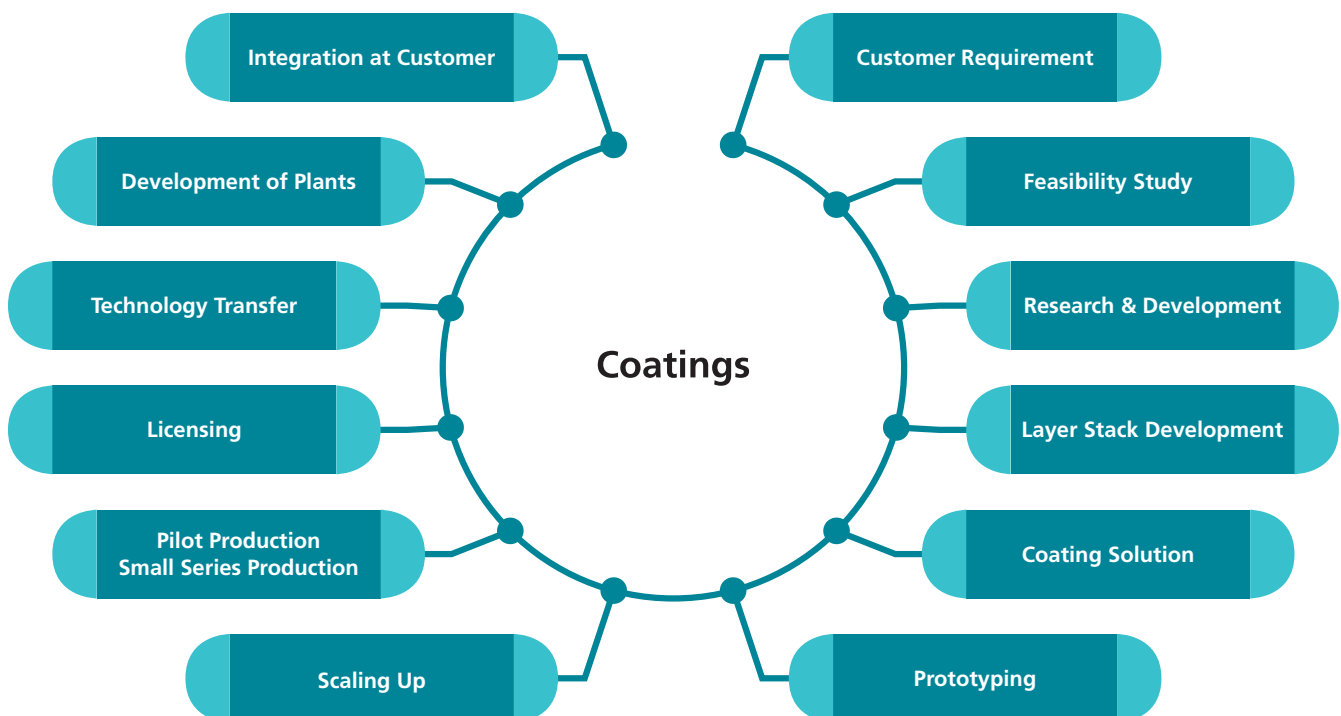 Integration at Customer
Customer Requirement
Development of Plants
Feasibility Study
Technology Transfer
Research & Development
Coatings
Licensing
Layer Stack Development
Pilot Production
Small Series Production
Coating Solution
Scaling Up
Prototyping